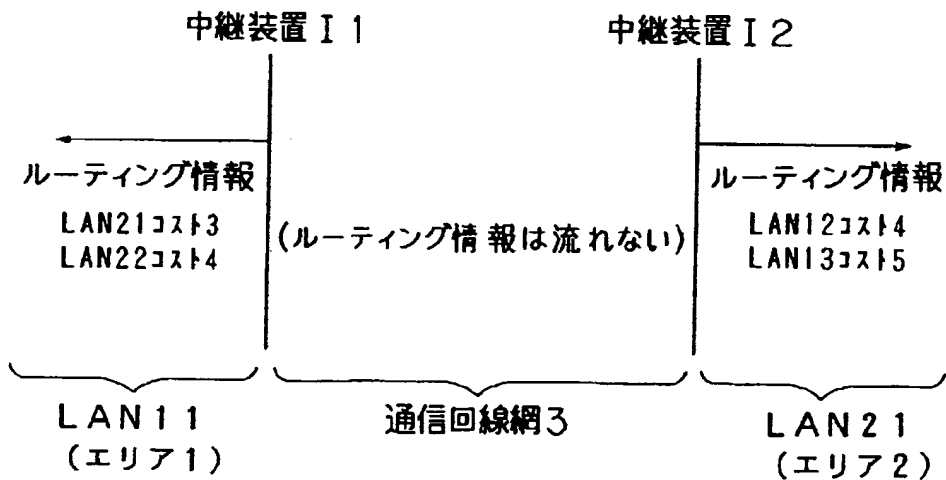 中継装置I1
中継装置I2
ルーティング情報
LAN21コスト3
LAN22コスト4
(ルーティング情報は流れない)
ルーティング情報
LAN12コスト4
LAN13コスト5
LAN11
(エリア1)
通信回線網3
LAN21
(エリア2)